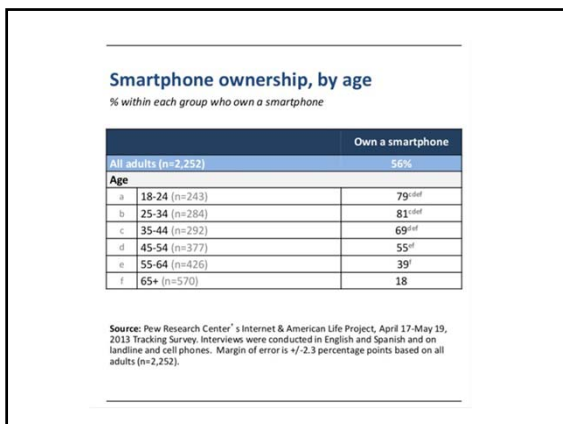 Smartphone ownership, by age
% within each group who own a smartphone
Own a smartphone
All adults (n=2,252) 56%
Age
a 18-24 (n=243) 79cdef
b 25-34 (n=284) 81cdef
c 35-44 (n=292) 69def
d 45-54 (n=377) 55ef
e 55-64 (n=426) 39f
f 65+ (n=570) 18
Source: Pew Research Center's Internet & American Life Project, April 17-May 19,
2013 Tracking Survey. Interviews were conducted in English and Spanish and on
landline and cell phones. Margin of error is +/-2.3 percentage points based on all
adults (n=2,252).